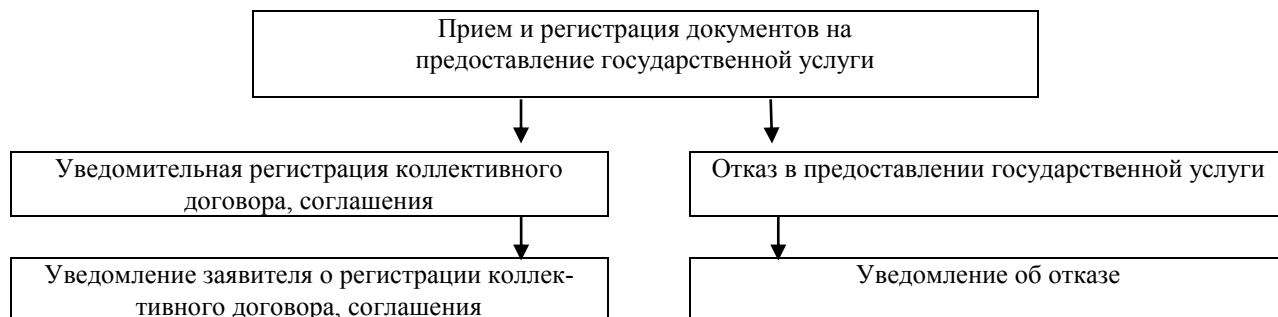 Прием и регистрация документов на
предоставление государственной услуги
Уведомительная регистрация коллективного
договора, соглашения
Отказ в предоставлении государственной услуги
Уведомление заявителя о регистрации коллек-
тивного договора, соглашения
Уведомление об отказе